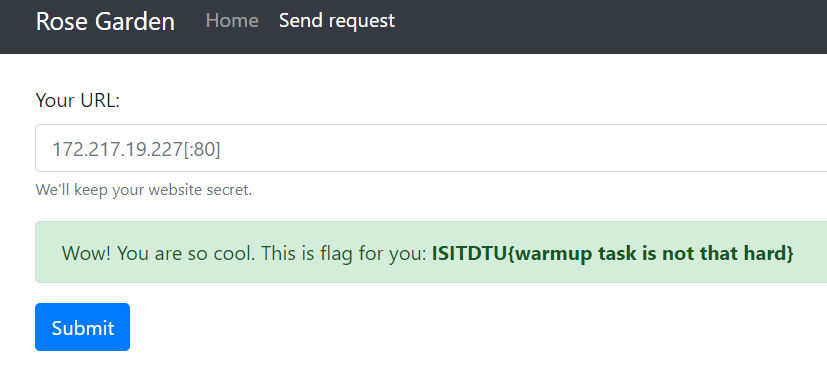 Rose Garden Home Send request
Your URL:
172.217.19.227[:80]
We'll keep your website secret.
Wow! You are so cool. This is flag for you: ISITDTU{warmup task is not that hard}
Submit